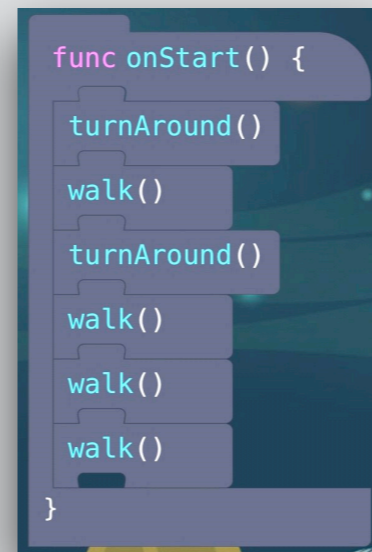 func onStart() {
turnAround()
walk()
turnAround()
walk()
walk()
walk()
}